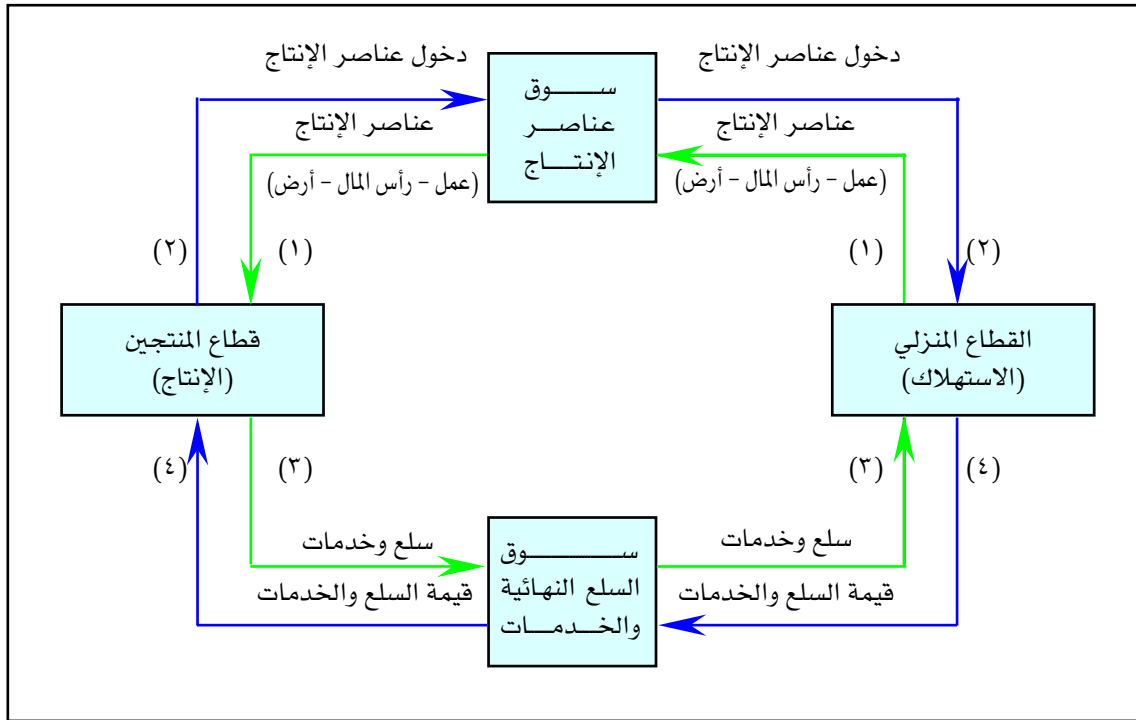 دخول عناصر الإنتاج
دخول عناصر الإنتاج
سوق
عناصر
الإنتاج
عناصر الإنتاج
عناصر الإنتاج
(عمل - رأس المال - أرض)
(عمل - رأس المال - أرض)
(٢)
(١)
(١)
(٢)
القطاع المنزلي
(الاستهلاك)
قطاع المنتجين
(الإنتاج)
(٤)
(٣)
(٣)
(٤)
سلع وخدمات
سلع وخدمات
سوق
السلع النهائية
والخدمات
قيمة السلع والخدمات
قيمة السلع والخدمات